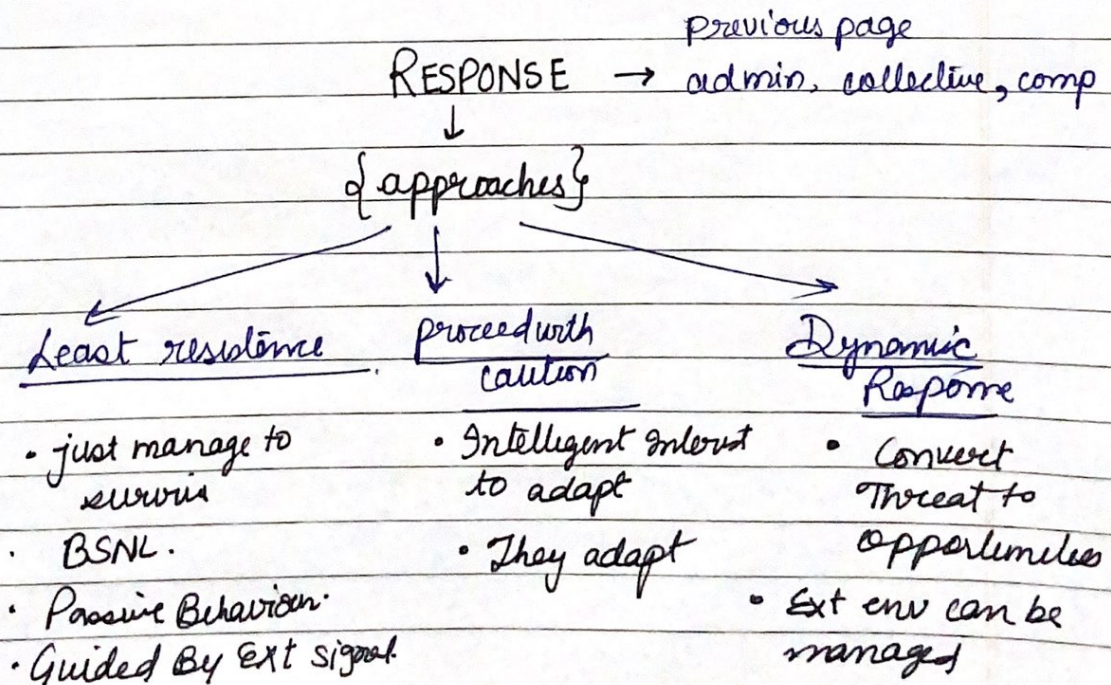 previous page
RESPONSE → admin, collective, comp
↓
{approaches}
Least resistence
proceed with
caution
Dynamic
Response
• just manage to
survive
• BSNL.
• Passive Behaviour.
• Guided By Ext signal.
• Intelligent Interest
to adapt
• They adapt
• Convert
Threat to
opportunities
• Ext env can be
managed